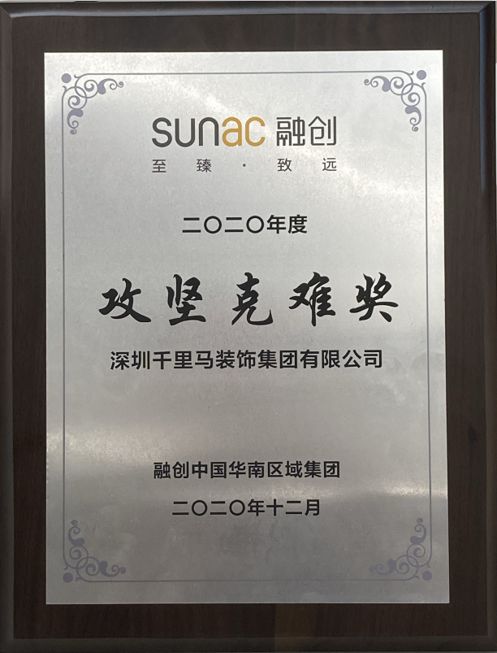 sunac 融创
至臻·致远
二〇二〇年度
攻坚克难奖
深圳千里马装饰集团有限公司
融创中国华南区域集团
二〇二〇年十二月